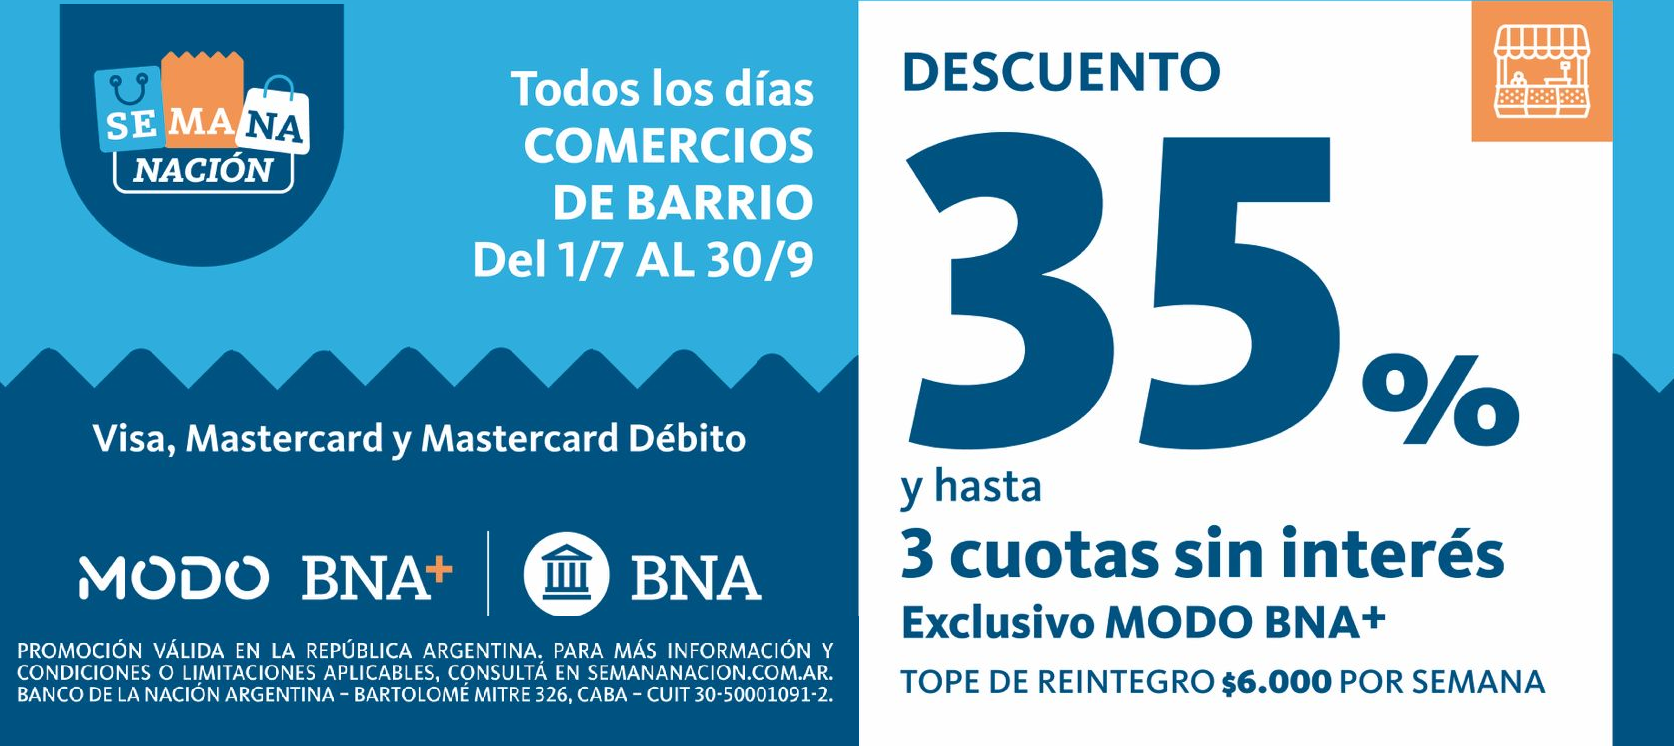 SEMANA
NACIÓN
Todos los días
COMERCIOS
DE BARRIO
Del 1/7 AL 30/9
Visa, Mastercard y Mastercard Débito
MODO BNA+ | BNA
PROMOCIÓN VÁLIDA EN LA REPÚBLICA ARGENTINA. PARA MÁS INFORMACIÓN Y
CONDICIONES O LIMITACIONES APLICABLES, CONSULTÁ EN SEMANANACION.COM.AR.
BANCO DE LA NACIÓN ARGENTINA – BARTOLOMÉ MITRE 326, CABA – CUIT 30-50001091-2.
DESCUENTO
35%
y hasta
3 cuotas sin interés
Exclusivo MODO BNA+
TOPE DE REINTEGRO $6.000 POR SEMANA